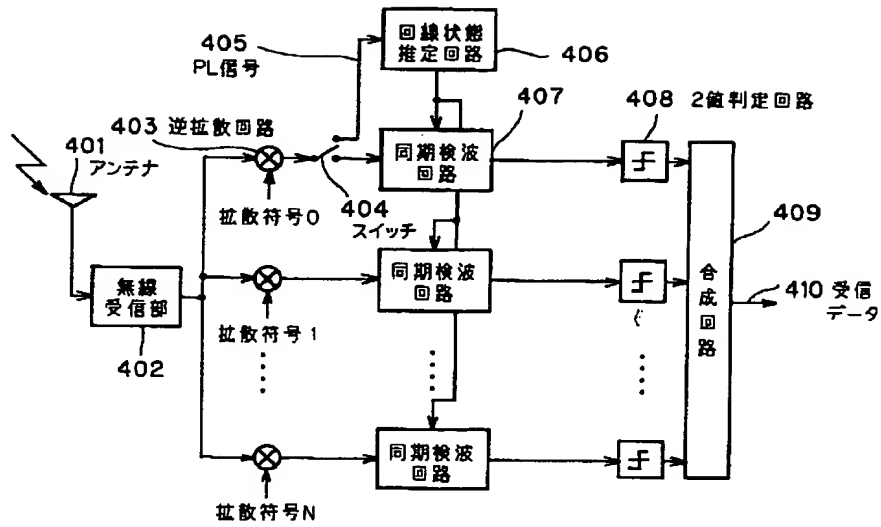 405
PL信号
回線状態
推定回路
406
407
408 2値判定回路
403 逆拡散回路
401
アンテナ
同期検波
回路
拡散符号0
404
スイッチ
409
無線
受信部
402
同期検波
回路
拡散符号1
合成回路
410 受信
データ
同期検波
回路
拡散符号N